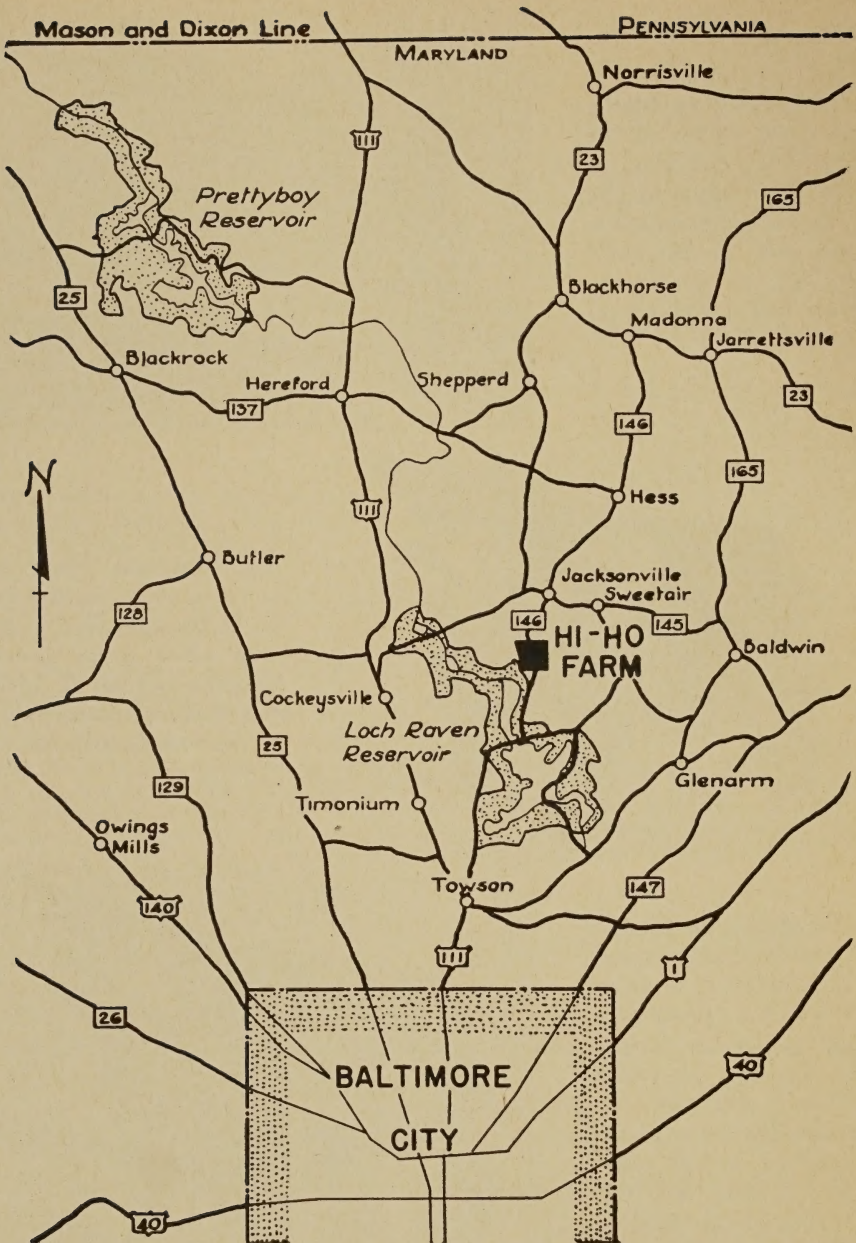 Mason and Dixon Line
PENNSYLVANIA
MARYLAND
Norrisville
111
23
165
Prettyboy
Reservoir
25
Blackhorse
Madonna
Jarrettsville
Blackrock
Hereford
Shepperd
137
23
146
N
165
111
Hess
Butler
Jacksonville
Sweetair
128
146
145
HI-HO
FARM
Baldwin
Cockeysville
Loch Raven
Reservoir
25
129
Glenarm
Timonium
Owings
Mills
Towson
147
140
111
1
26
40
BALTIMORE
CITY
40